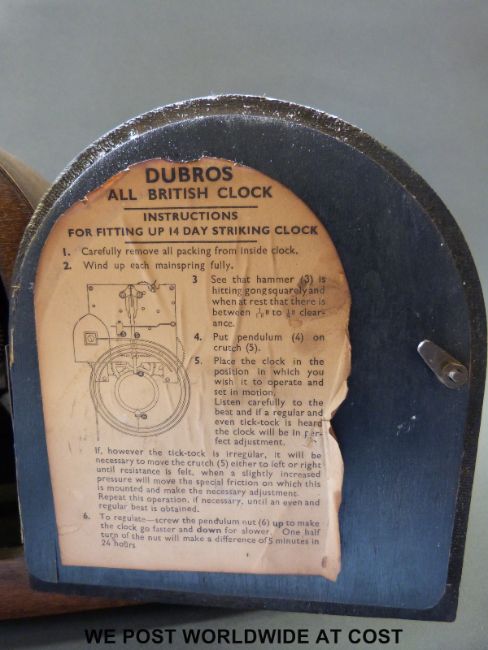 DUBROS
ALL BRITISH CLOCK
INSTRUCTIONS
FOR FITTING UP 14 DAY STRIKING CLOCK
1. Carefully remove all packing from inside clock.
2. Wind up each mainspring fully.
3 See that hammer (3) is
hitting gong squarely and
when at rest that there is
between to clear-
ance.
4. Put pendulum (4) on
crutch (5).
5. Place the clock in the
position in which you
wish it to operate and
set in motion.
Listen carefully to the
beat and if a regular and
even tick-tock is heard
the clock will be in per-
fect adjustment.
If, however the tick-tock is irregular, it will be
necessary to move the crutch (5) either to left or right
until resistance is felt, when a slightly increased
pressure will move the special friction on which this
is mounted and make the necessary adjustment.
Repeat this operation, if necessary, until an even and
regular beat is obtained.
6. To regulate—screw the pendulum nut (6) up to make
the clock go faster and down for slower. One half
turn of the nut will make a difference of 5 minutes in
24 hours.
WE POST WORLDWIDE AT COST